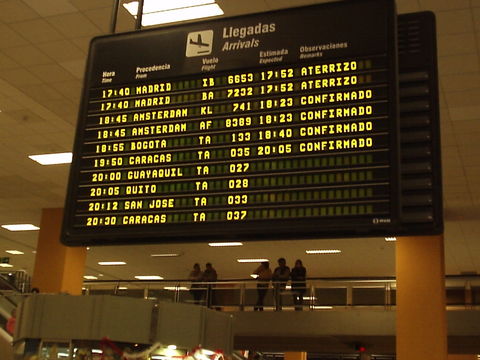 Llegadas
Arrivals
Hora Procedencia Vuelo Estimada Observaciones
Time From Flight Expected Remarks
17:40 MADRID IB 6653 17:52 ATERRIZO
17:40 MADRID BA 7232 17:52 ATERRIZO
18:45 AMSTERDAM KL 741 18:23 CONFIRMADO
18:45 AMSTERDAM AF 8389 18:23 CONFIRMADO
18:55 BOGOTA TA 133 18:40 CONFIRMADO
19:50 CARACAS TA 035 20:05 CONFIRMADO
20:00 GUAYAQUIL TA 027
20:05 QUITO TA 028
20:12 SAN JOSE TA 033
20:30 CARACAS TA 037